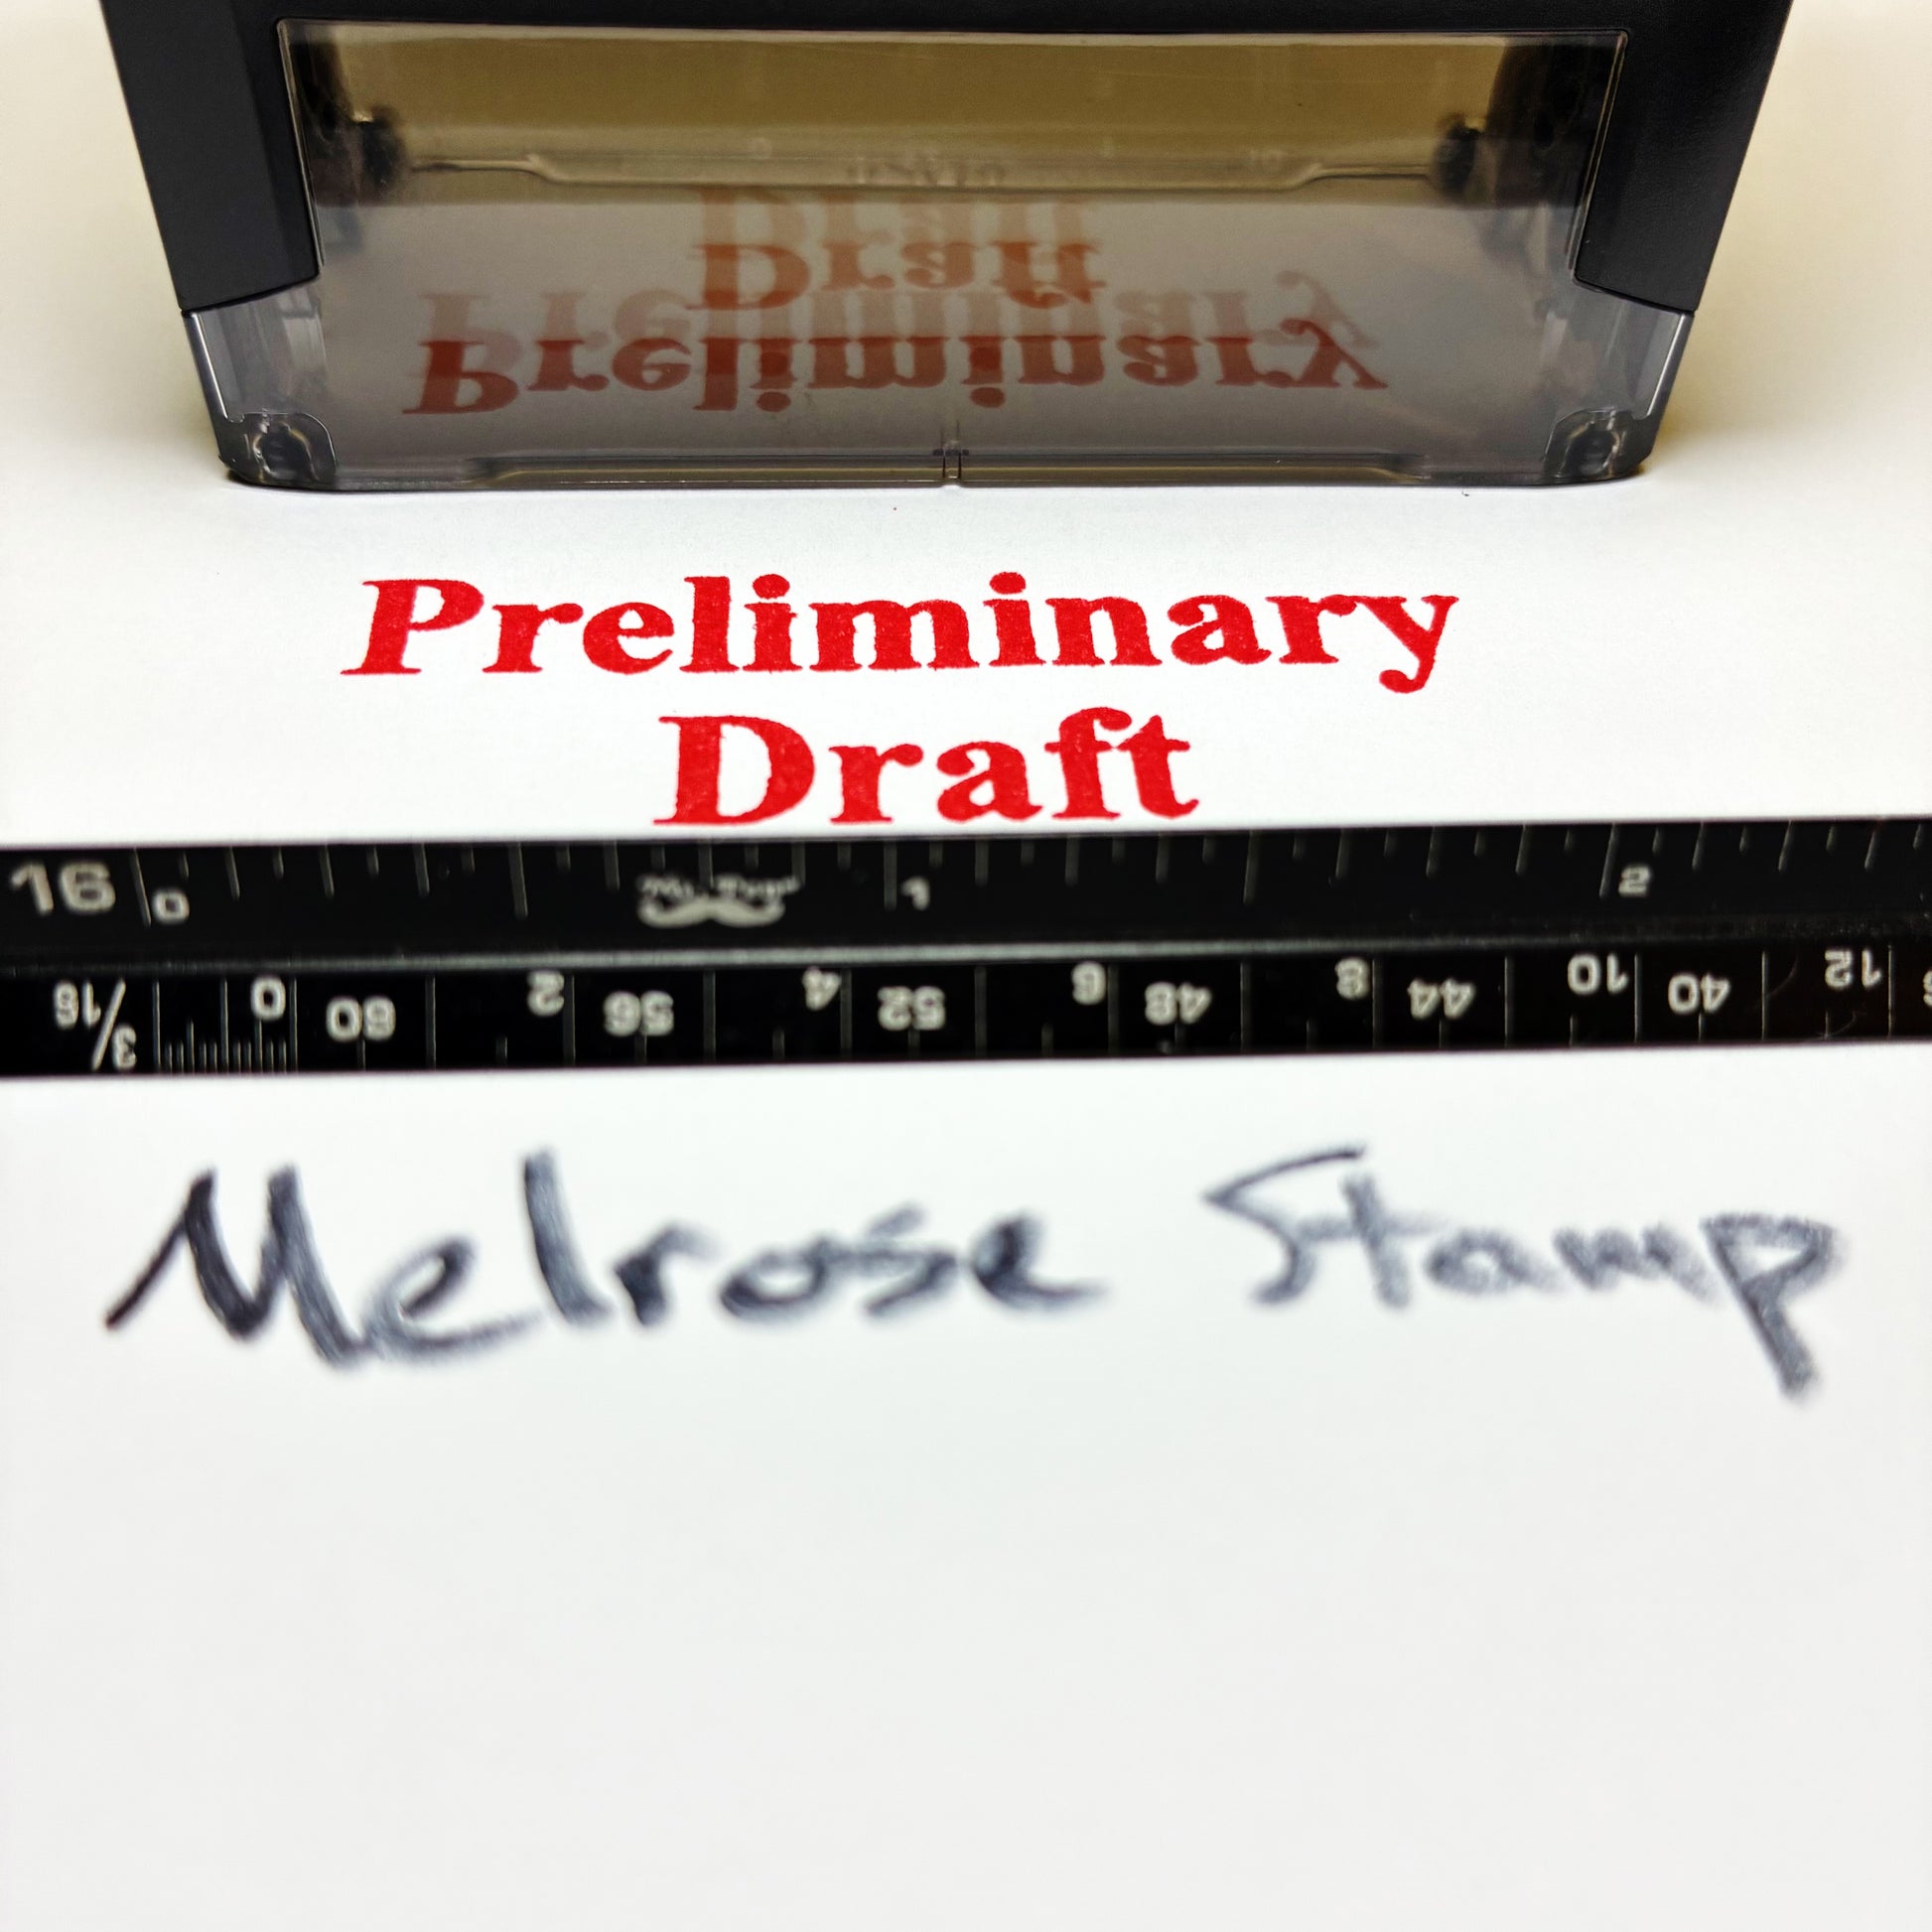 Preliminary
Draft
16 0 1 2
3/16 0 60 2 56 4 52 6 48 8 44 10 40 12
Melrose Stamp